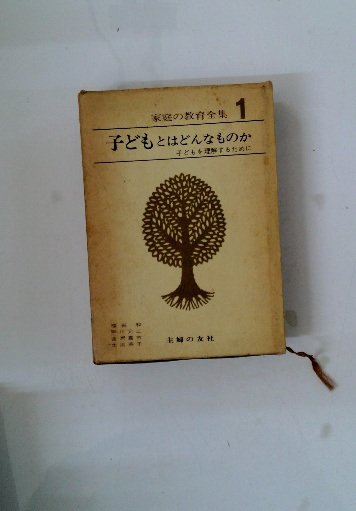 家庭の教育全集 1
子どもとはどんなものか
子どもを理解するために
主婦の友社